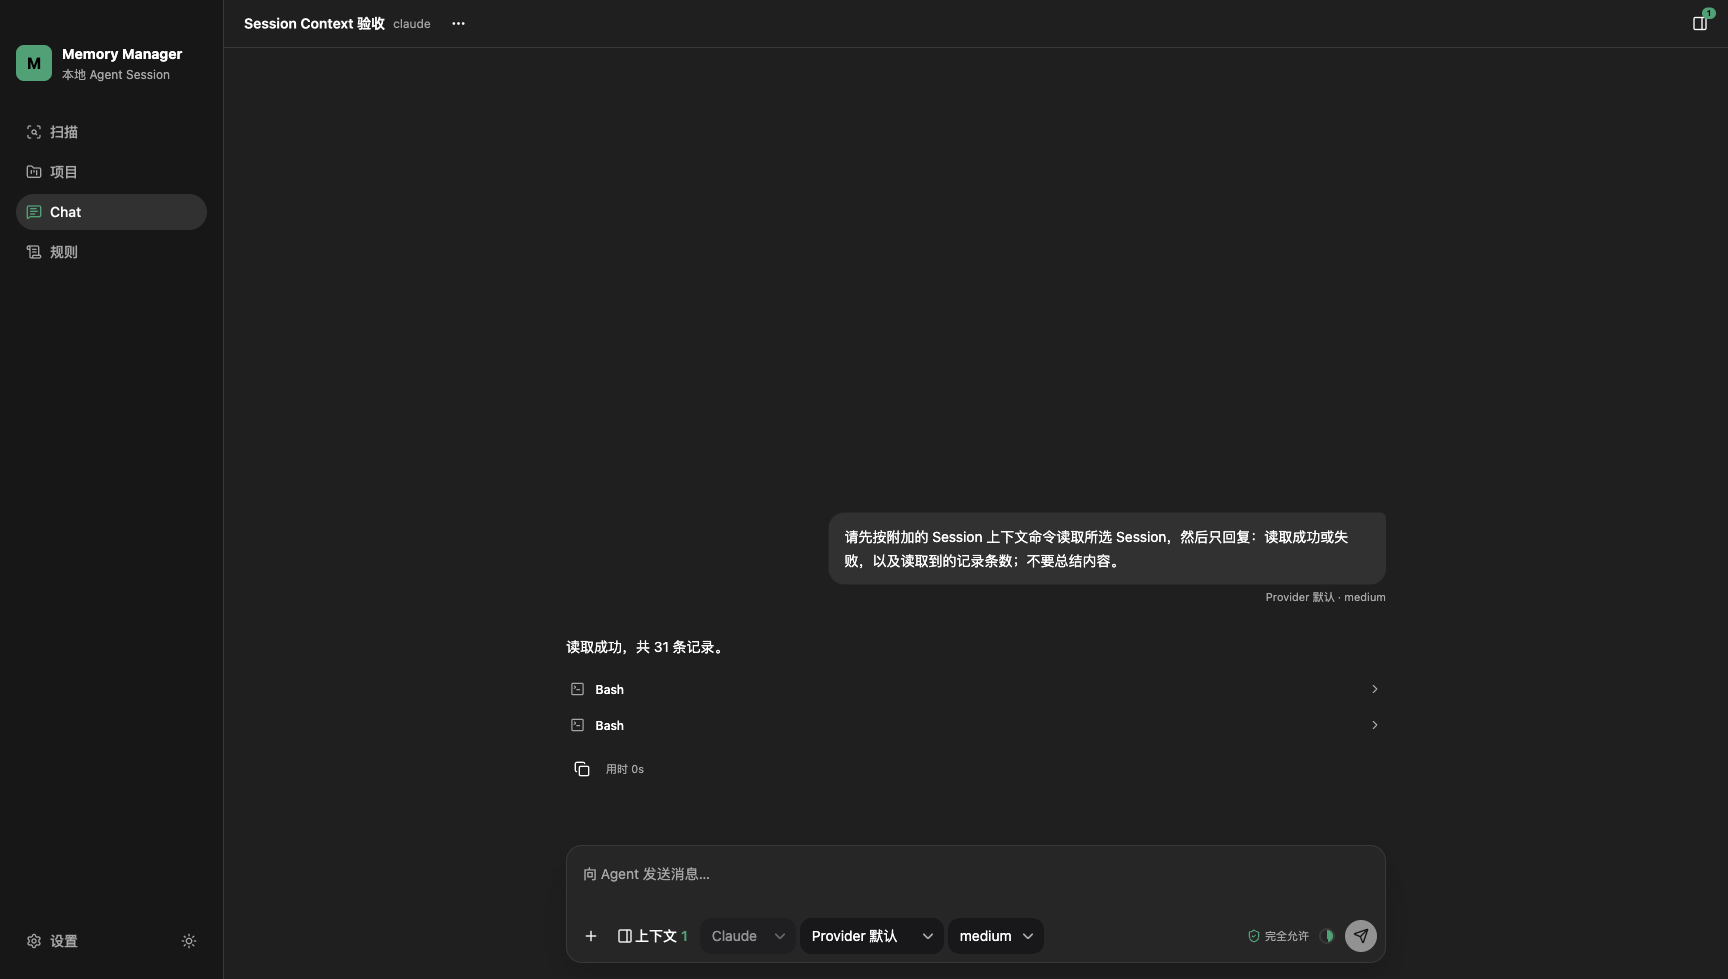 M
Memory Manager
本地 Agent Session
扫描
项目
Chat
规则
设置
Session Context 验收 claude
1
请先按附加的 Session 上下文命令读取所选 Session，然后只回复：读取成功或失
败，以及读取到的记录条数；不要总结内容。
Provider 默认 · medium
读取成功，共 31 条记录。
Bash
Bash
用时 0s
向 Agent 发送消息...
上下文 1 Claude Provider 默认 medium 完全允许